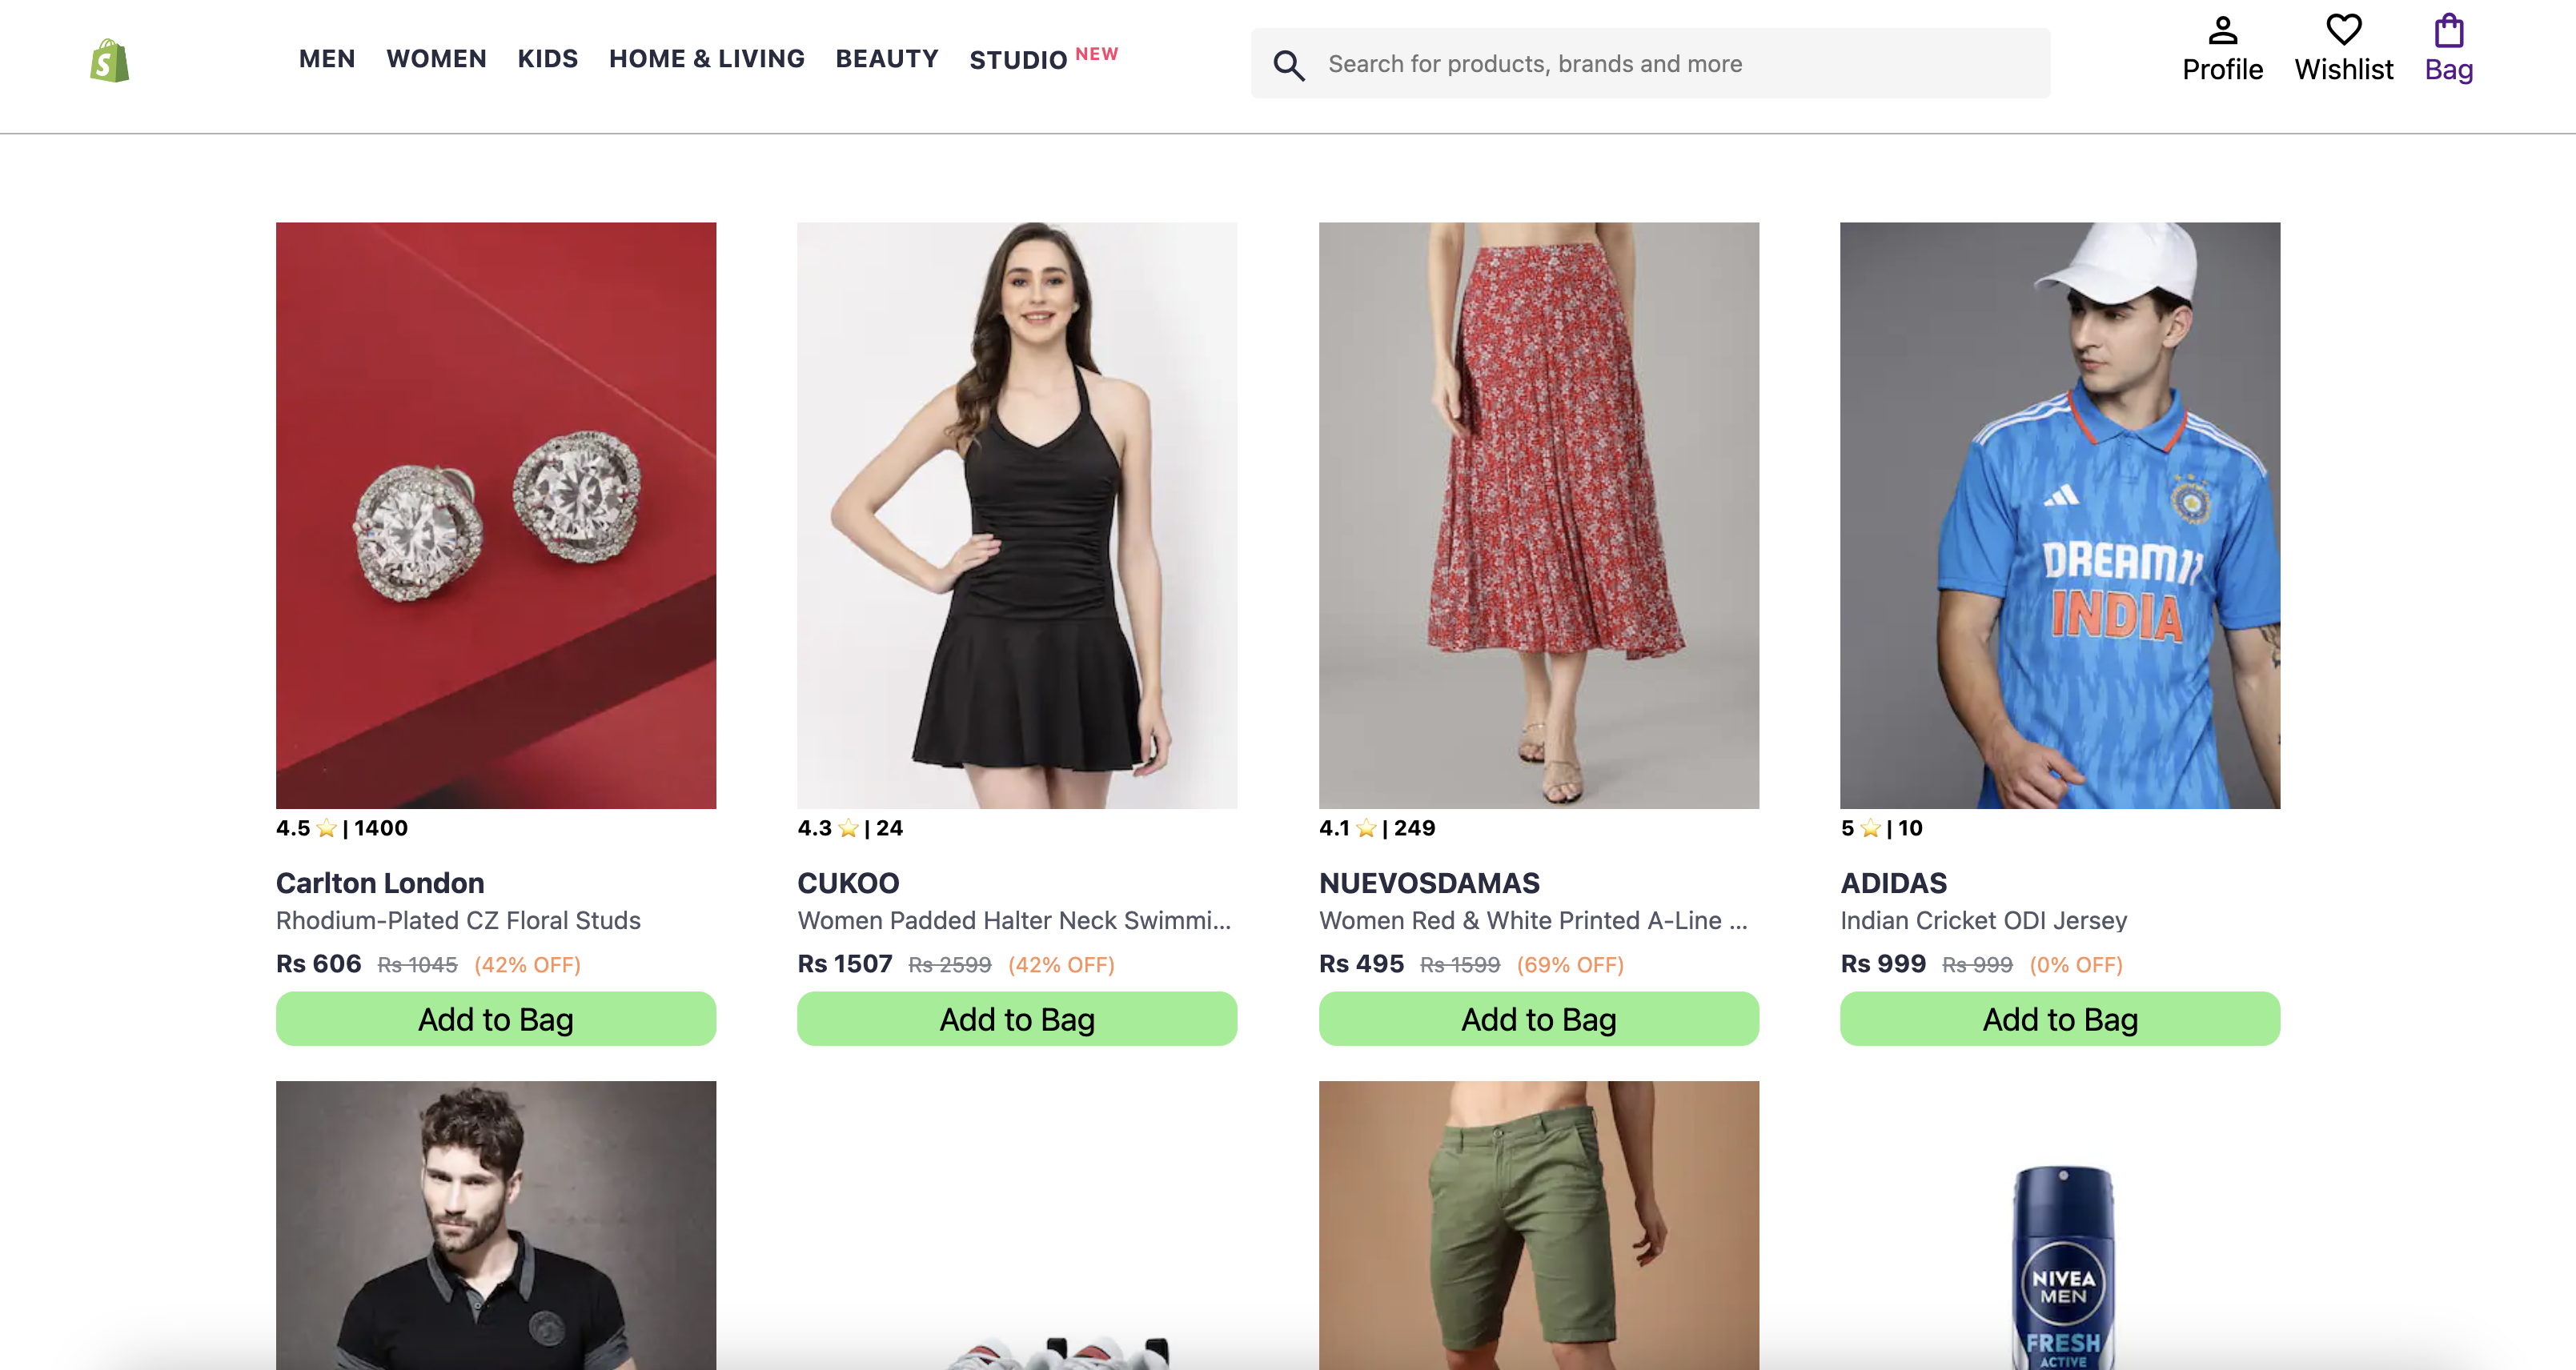 MEN WOMEN KIDS HOME & LIVING BEAUTY STUDIO NEW
Search for products, brands and more
Profile Wishlist Bag
S
DREAM11
INDIA
4.5 ⭐ | 1400
Carlton London
Rhodium-Plated CZ Floral Studs
Rs 606 Rs 1045 (42% OFF)
Add to Bag
4.3 ⭐ | 24
CUKOO
Women Padded Halter Neck Swimmi...
Rs 1507 Rs 2599 (42% OFF)
Add to Bag
4.1 ⭐ | 249
NUEVOSDAMAS
Women Red & White Printed A-Line ...
Rs 495 Rs 1599 (69% OFF)
Add to Bag
5 ⭐ | 10
ADIDAS
Indian Cricket ODI Jersey
Rs 999 Rs 999 (0% OFF)
Add to Bag
NIVEA
MEN
FRESH
ACTIVE